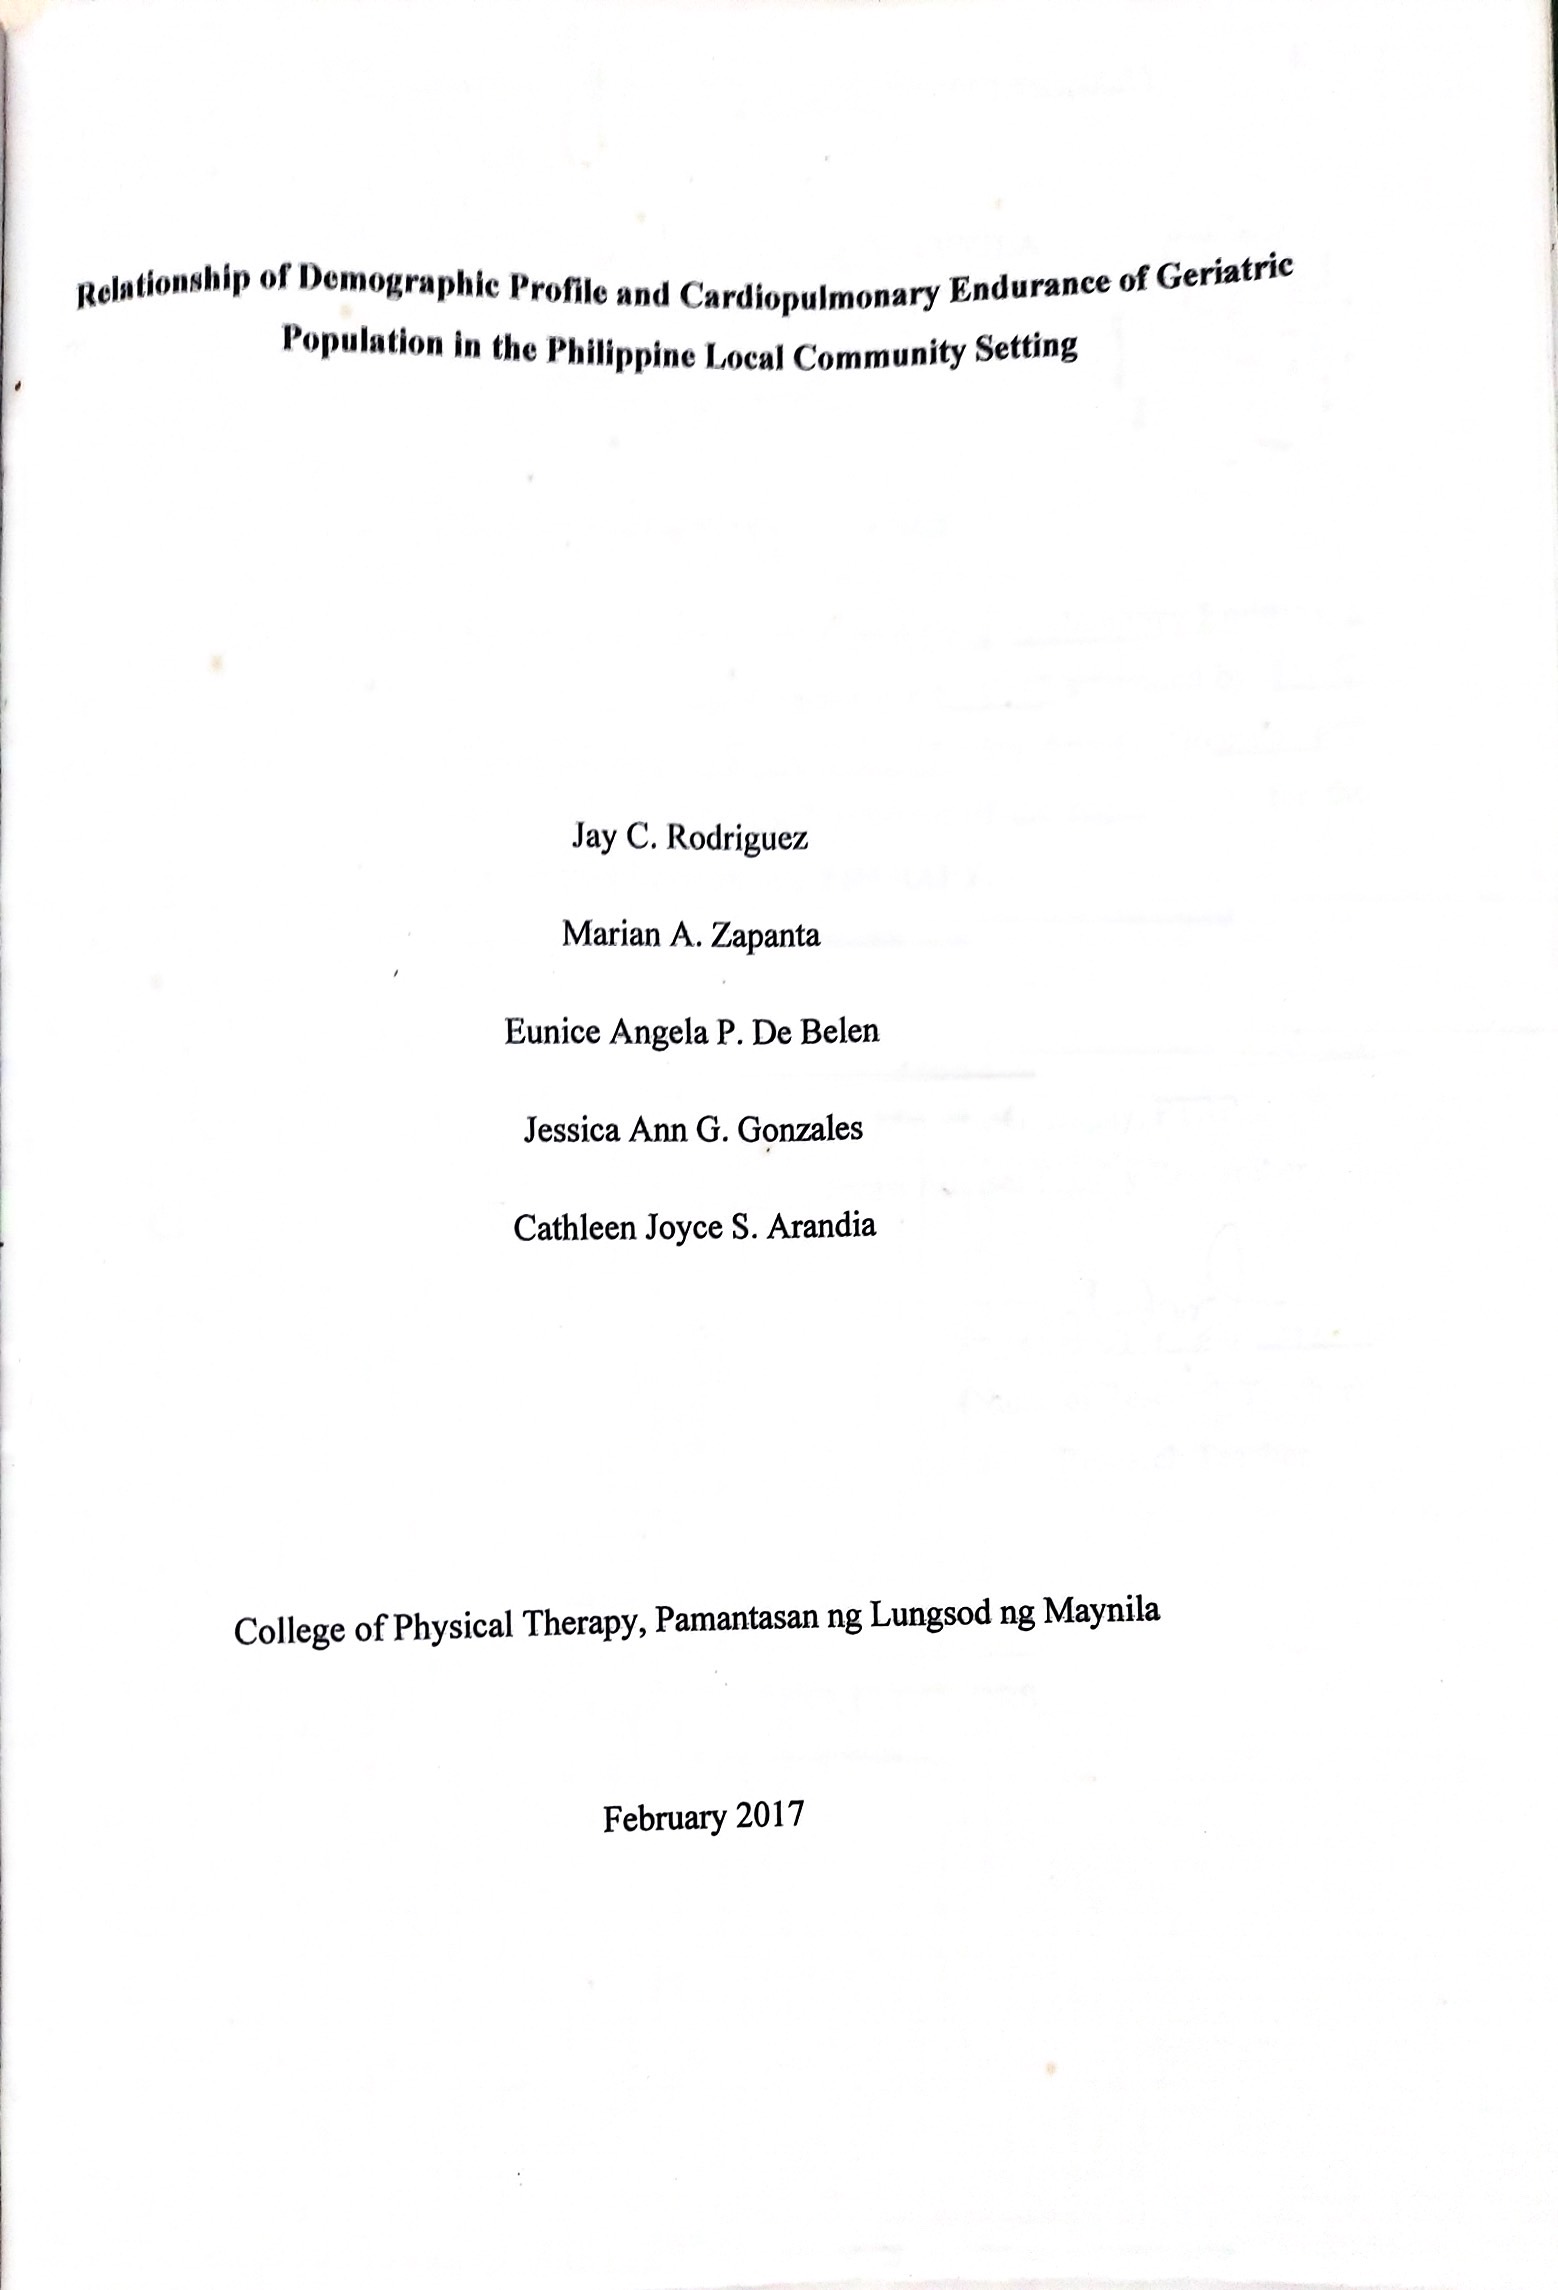 Relationship of Demographic Profile and Cardiopulmonary Endurance of Geriatric
Population in the Philippine Local Community Setting
Jay C. Rodriguez
Marian A. Zapanta
Eunice Angela P. De Belen
Jessica Ann G. Gonzales
Cathleen Joyce S. Arandia
College of Physical Therapy, Pamantasan ng Lungsod ng Maynila
February 2017